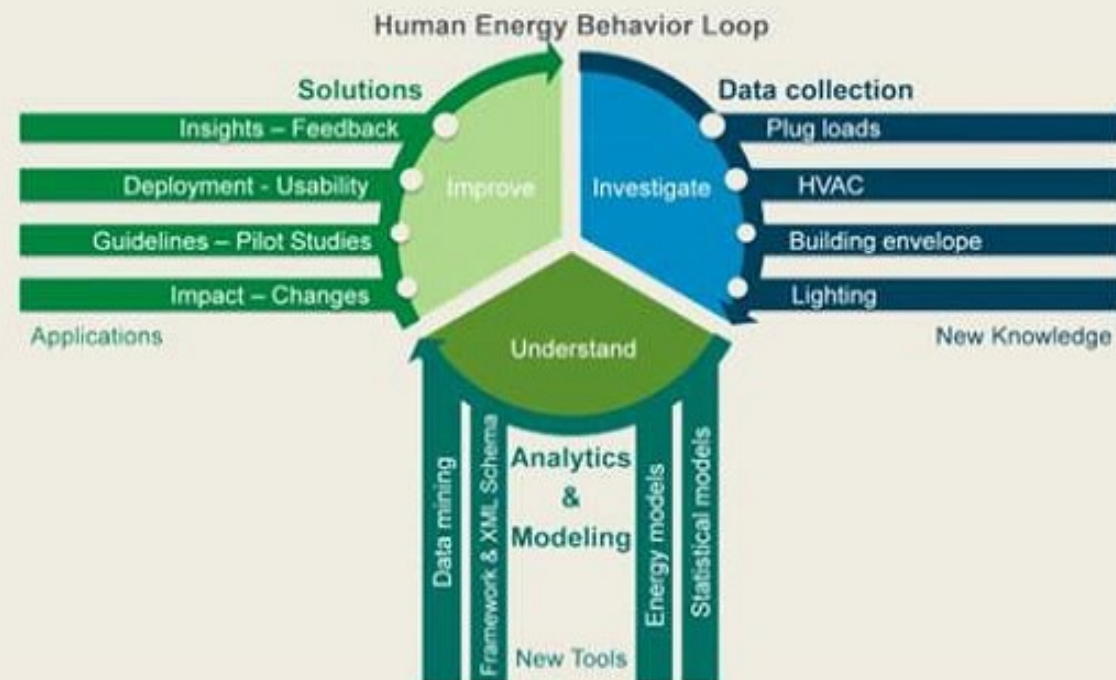 Human Energy Behavior Loop
Solutions
Insights – Feedback
Deployment - Usability
Guidelines – Pilot Studies
Impact – Changes
Applications
Improve
Investigate
Understand
Data collection
Plug loads
HVAC
Building envelope
Lighting
New Knowledge
Data mining
Framework & XML Schema
Analytics
&
Modeling
New Tools
Energy models
Statistical models